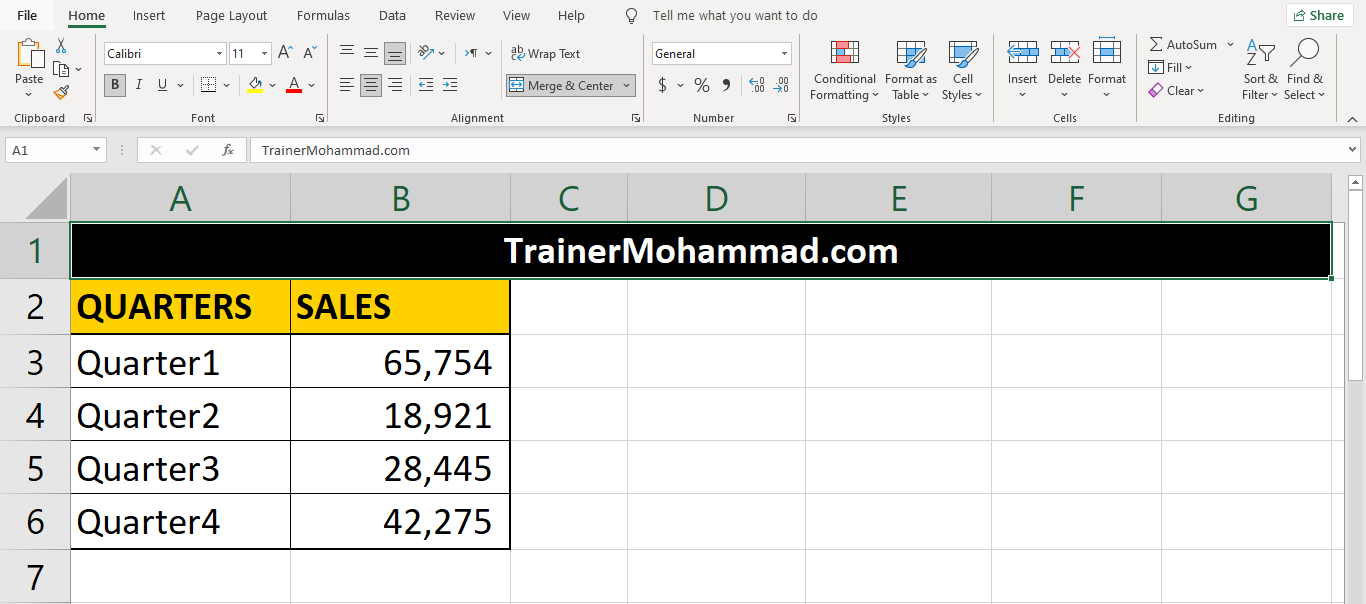 File Home Insert Page Layout Formulas Data Review View Help Tell me what you want to do Share
Paste
Calibri 11 A^ A˅
B I U A
ab Wrap Text
Merge & Center
General
$ % 9 .00 .00
Conditional Formatting
Format as Table
Cell Styles
Insert Delete Format
AutoSum
Fill
Clear
Sort & Filter
Find & Select
Clipboard Font Alignment Number Styles Cells Editing
A1 fx TrainerMohammad.com
A B C D E F G
1 TrainerMohammad.com
2 QUARTERS SALES
3 Quarter1 65,754
4 Quarter2 18,921
5 Quarter3 28,445
6 Quarter4 42,275
7